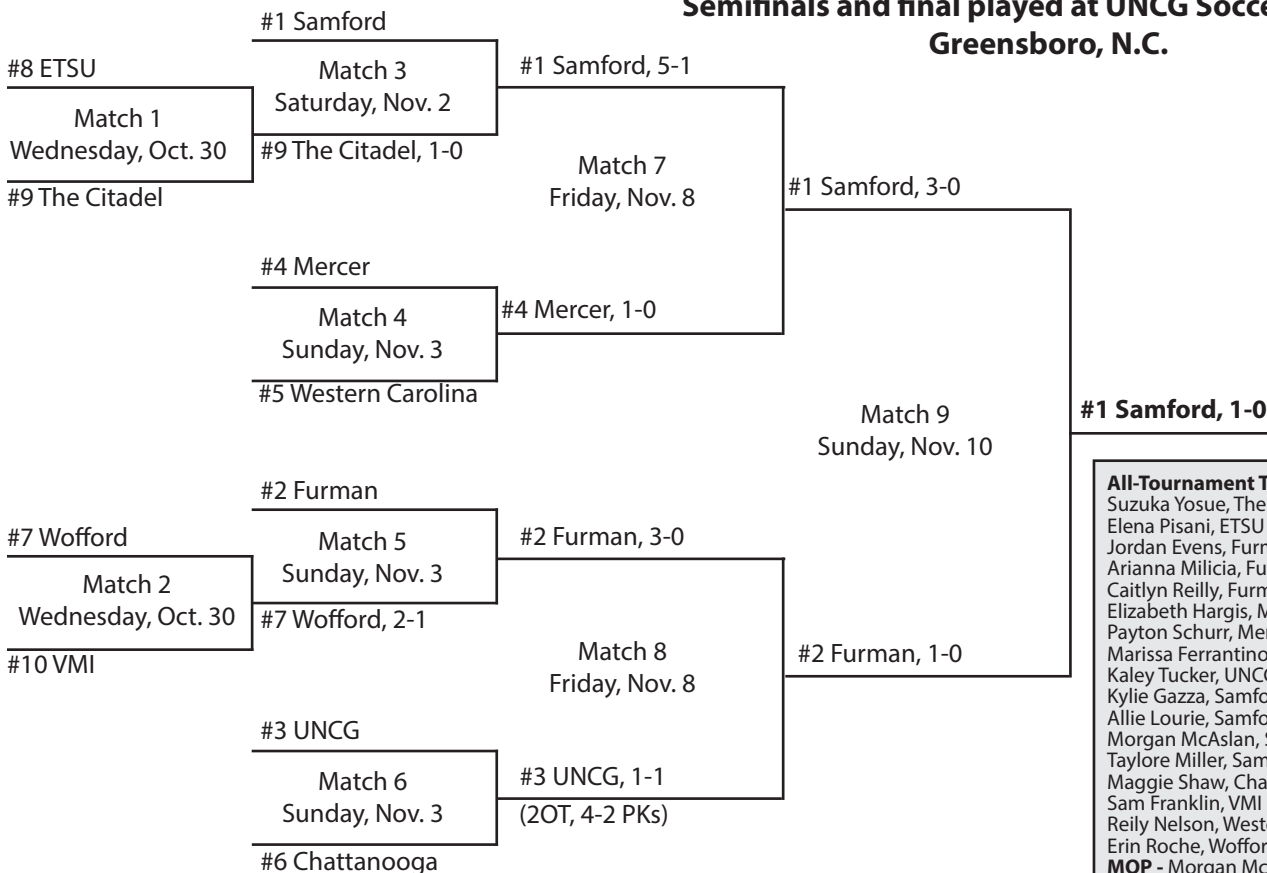 Semifinals and final played at UNCG Socce
Greensboro, N.C.
#1 Samford
#8 ETSU
Match 3
Saturday, Nov. 2
#1 Samford, 5-1
Match 1
Wednesday, Oct. 30
#9 The Citadel, 1-0
#9 The Citadel
Match 7
Friday, Nov. 8
#1 Samford, 3-0
#4 Mercer
Match 4
Sunday, Nov. 3
#4 Mercer, 1-0
#5 Western Carolina
Match 9
Sunday, Nov. 10
#1 Samford, 1-0
#2 Furman
#7 Wofford
Match 5
Sunday, Nov. 3
#2 Furman, 3-0
Match 2
Wednesday, Oct. 30
#7 Wofford, 2-1
#10 VMI
Match 8
Friday, Nov. 8
#2 Furman, 1-0
#3 UNCG
Match 6
Sunday, Nov. 3
#3 UNCG, 1-1
(2OT, 4-2 PKs)
#6 Chattanooga
All-Tournament T
Suzuka Yosue, The
Elena Pisani, ETSU
Jordan Evens, Furm
Arianna Milicia, Fu
Caitlyn Reilly, Furm
Elizabeth Hargis, M
Payton Schurr, Mer
Marissa Ferrantino
Kaley Tucker, UNCG
Kylie Gazza, Samfo
Allie Lourie, Samfo
Morgan McAslan, S
Taylore Miller, Sam
Maggie Shaw, Cha
Sam Franklin, VMI
Reily Nelson, Weste
Erin Roche, Woffor
MOP - Morgan Mc